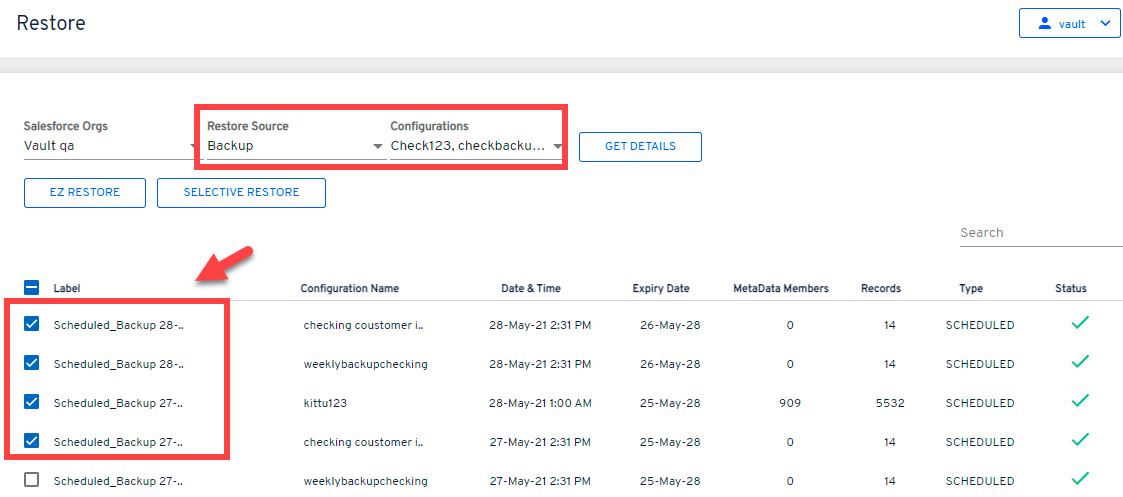 Restore
vault
Salesforce Orgs Restore Source Configurations
Vault qa Backup Check123, checkbacku... GET DETAILS
EZ RESTORE SELECTIVE RESTORE
Search
Label Configuration Name Date & Time Expiry Date MetaData Members Records Type Status
Scheduled_Backup 28-.. checking coustomer i.. 28-May-21 2:31 PM 26-May-28 0 14 SCHEDULED
Scheduled_Backup 28-.. weeklybackupchecking 28-May-21 2:31 PM 26-May-28 0 14 SCHEDULED
Scheduled_Backup 27-.. kittu123 28-May-21 1:00 AM 25-May-28 909 5532 SCHEDULED
Scheduled_Backup 27-.. checking coustomer i.. 27-May-21 2:31 PM 25-May-28 0 14 SCHEDULED
Scheduled_Backup 27-.. weeklybackupchecking 27-May-21 2:31 PM 25-May-28 0 14 SCHEDULED